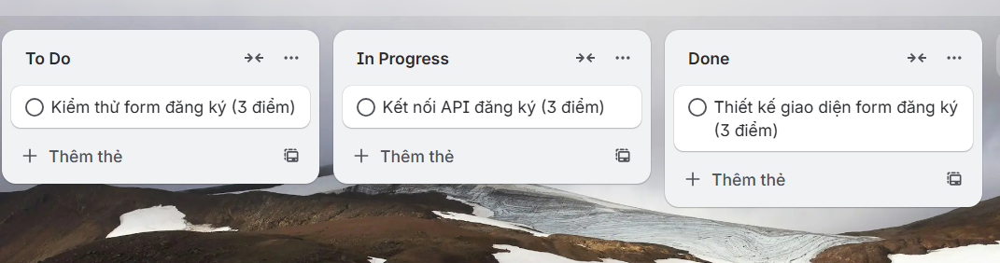 To Do
Kiểm thử form đăng ký (3 điểm)
Thêm thẻ
In Progress
Kết nối API đăng ký (3 điểm)
Thêm thẻ
Done
Thiết kế giao diện form đăng ký
(3 điểm)
Thêm thẻ